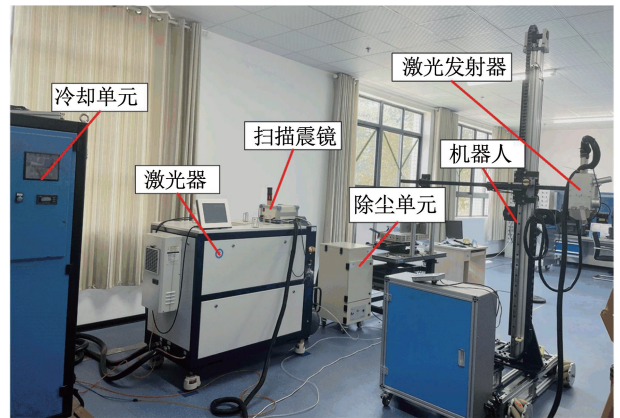 激光发射器
冷却单元
扫描震镜
机器人
激光器
除尘单元